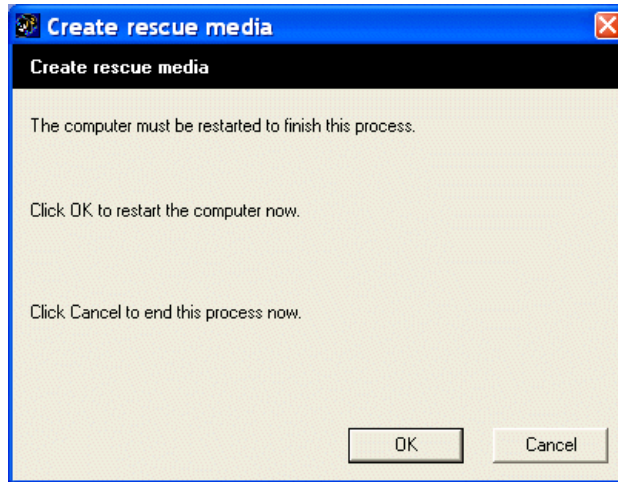 Create rescue media
Create rescue media
The computer must be restarted to finish this process.
Click OK to restart the computer now.
Click Cancel to end this process now.
OK Cancel